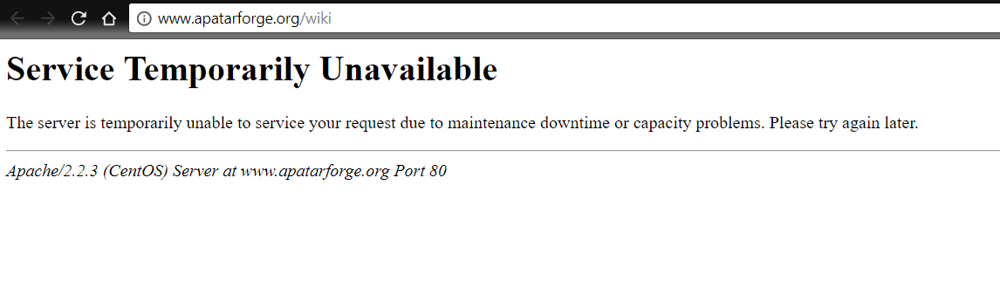 www.apatarforge.org/wiki
Service Temporarily Unavailable
The server is temporarily unable to service your request due to maintenance downtime or capacity problems. Please try again later.
Apache/2.2.3 (CentOS) Server at www.apatarforge.org Port 80